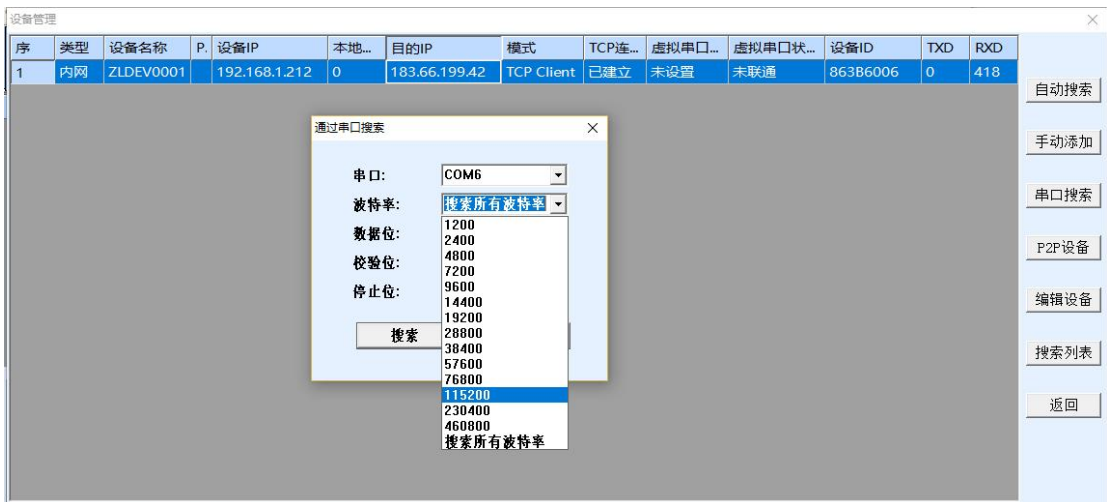 设备管理
序 类型 设备名称 P. 设备IP 本地... 目的IP 模式 TCP连... 虚拟串口... 虚拟串口状... 设备ID TXD RXD
1 内网 ZLDEV0001 192.168.1.212 0 183.66.199.42 TCP Client 已建立 未设置 未联通 863B6006 0 418
自动搜索
手动添加
串口搜索
P2P设备
编辑设备
搜索列表
返回
通过串口搜索
串口: COM6
波特率: 搜索所有波特率
数据位:
校验位:
停止位:
搜索
1200
2400
4800
7200
9600
14400
19200
28800
38400
57600
76800
115200
230400
460800
搜索所有波特率